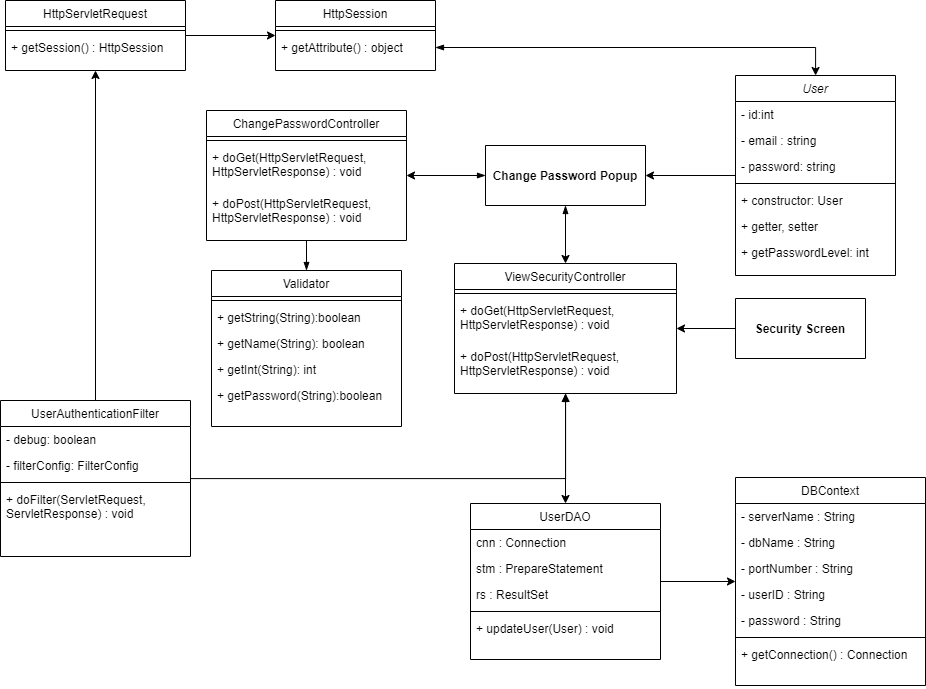 HttpServletRequest
+ getSession() : HttpSession
HttpSession
+ getAttribute() : object
User
- id:int
- email : string
- password: string
+ constructor: User
+ getter, setter
+ getPasswordLevel: int
ChangePasswordController
+ doGet(HttpServletRequest,
HttpServletResponse) : void
+ doPost(HttpServletRequest,
HttpServletResponse) : void
Change Password Popup
Validator
+ getString(String):boolean
+ getName(String): boolean
+ getInt(String): int
+ getPassword(String):boolean
ViewSecurityController
+ doGet(HttpServletRequest,
HttpServletResponse) : void
+ doPost(HttpServletRequest,
HttpServletResponse) : void
Security Screen
UserAuthenticationFilter
- debug: boolean
- filterConfig: FilterConfig
+ doFilter(ServletRequest,
ServletResponse) : void
UserDAO
cnn : Connection
stm : PrepareStatement
rs : ResultSet
+ updateUser(User) : void
DBContext
- serverName : String
- dbName : String
- portNumber : String
- userID : String
- password : String
+ getConnection() : Connection